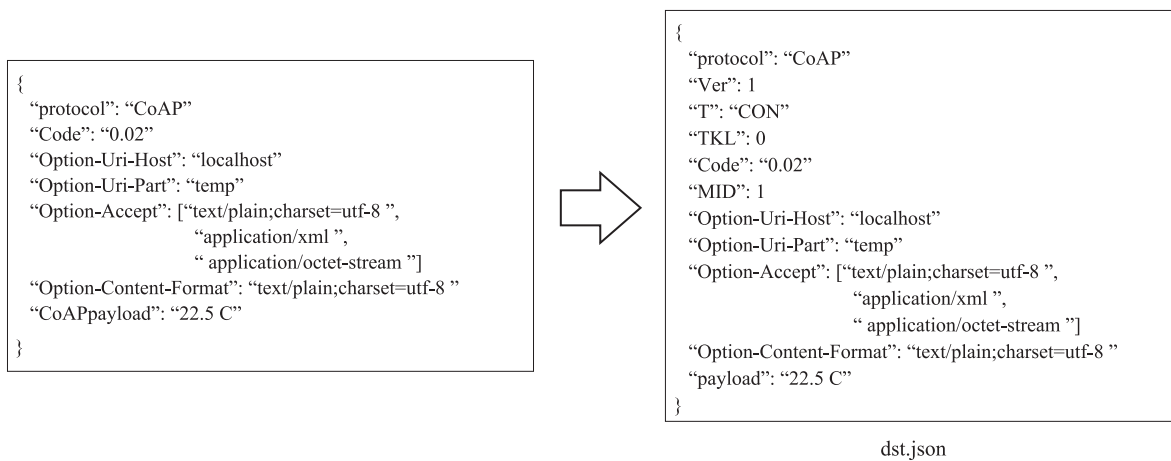 {
“protocol”: “CoAP”
“Code”: “0.02”
“Option-Uri-Host”: “localhost”
“Option-Uri-Part”: “temp”
“Option-Accept”: [“text/plain;charset=utf-8 ”,
“application/xml ”,
“ application/octet-stream ”]
“Option-Content-Format”: “text/plain;charset=utf-8 ”
“CoAPpayload”: “22.5 C”
}
{
“protocol”: “CoAP”
“Ver”: 1
“T”: “CON”
“TKL”: 0
“Code”: “0.02”
“MID”: 1
“Option-Uri-Host”: “localhost”
“Option-Uri-Part”: “temp”
“Option-Accept”: [“text/plain;charset=utf-8 ”,
“application/xml ”,
“ application/octet-stream ”]
“Option-Content-Format”: “text/plain;charset=utf-8 ”
“payload”: “22.5 C”
}
dst.json